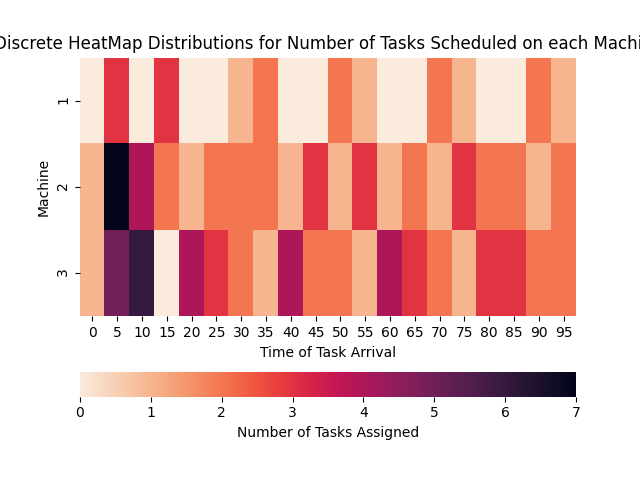 Discrete HeatMap Distributions for Number of Tasks Scheduled on each Machi
1
2
3
Machine
0 5 10 15 20 25 30 35 40 45 50 55 60 65 70 75 80 85 90 95
Time of Task Arrival
0 1 2 3 4 5 6 7
Number of Tasks Assigned